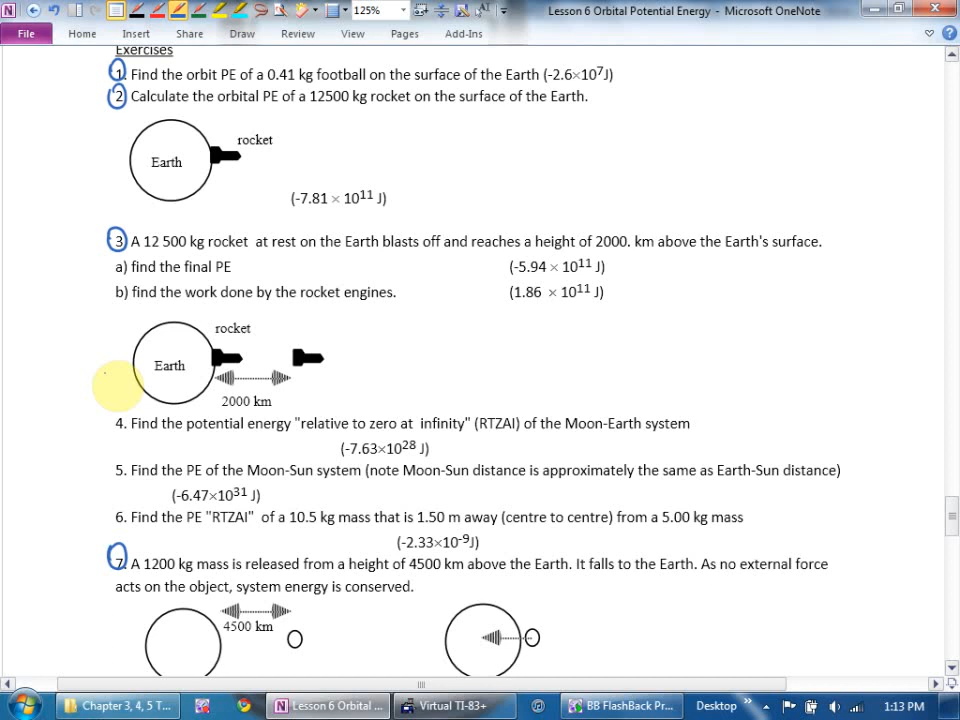 125%
Lesson 6 Orbital Potential Energy - Microsoft OneNote
File Home Insert Share Draw Review View Pages Add-Ins
Exercises
1. Find the orbit PE of a 0.41 kg football on the surface of the Earth (-2.6×10⁷J)
2. Calculate the orbital PE of a 12500 kg rocket on the surface of the Earth.
rocket
Earth
(-7.81 × 10¹¹ J)
3. A 12 500 kg rocket at rest on the Earth blasts off and reaches a height of 2000. km above the Earth's surface.
a) find the final PE (-5.94 × 10¹¹ J)
b) find the work done by the rocket engines. (1.86 × 10¹¹ J)
rocket
Earth
2000 km
4. Find the potential energy "relative to zero at infinity" (RTZAI) of the Moon-Earth system
(-7.63×10²⁸ J)
5. Find the PE of the Moon-Sun system (note Moon-Sun distance is approximately the same as Earth-Sun distance)
(-6.47×10³¹ J)
6. Find the PE "RTZAI" of a 10.5 kg mass that is 1.50 m away (centre to centre) from a 5.00 kg mass
(-2.33×10⁻⁹J)
7. A 1200 kg mass is released from a height of 4500 km above the Earth. It falls to the Earth. As no external force
acts on the object, system energy is conserved.
4500 km
Chapter 3, 4, 5 T... Lesson 6 Orbital ... Virtual TI-83+ BB FlashBack Pr... Desktop 1:13 PM